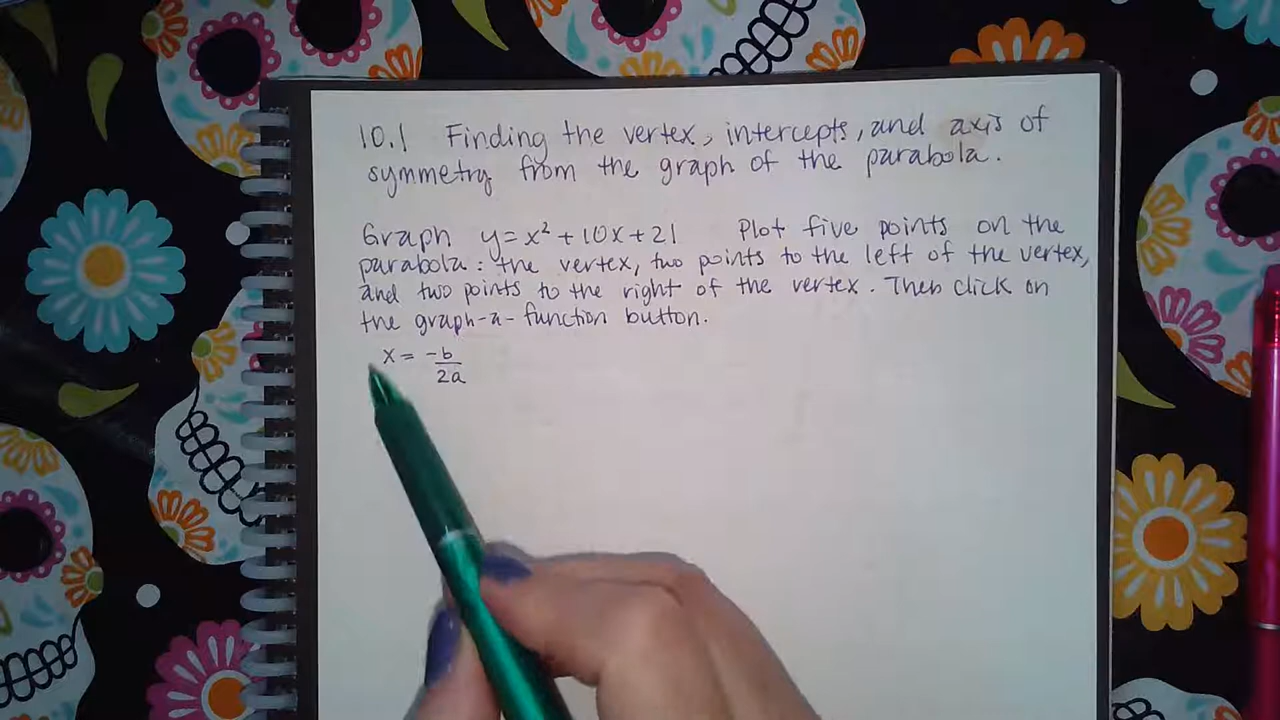 10.1 Finding the vertex, intercepts, and axis of
symmetry from the graph of the parabola.
Graph y=x²+10x+21 Plot five points on the
parabola: the vertex, two points to the left of the vertex,
and two points to the right of the vertex. Then click on
the graph-a-function button.
x = -b/2a